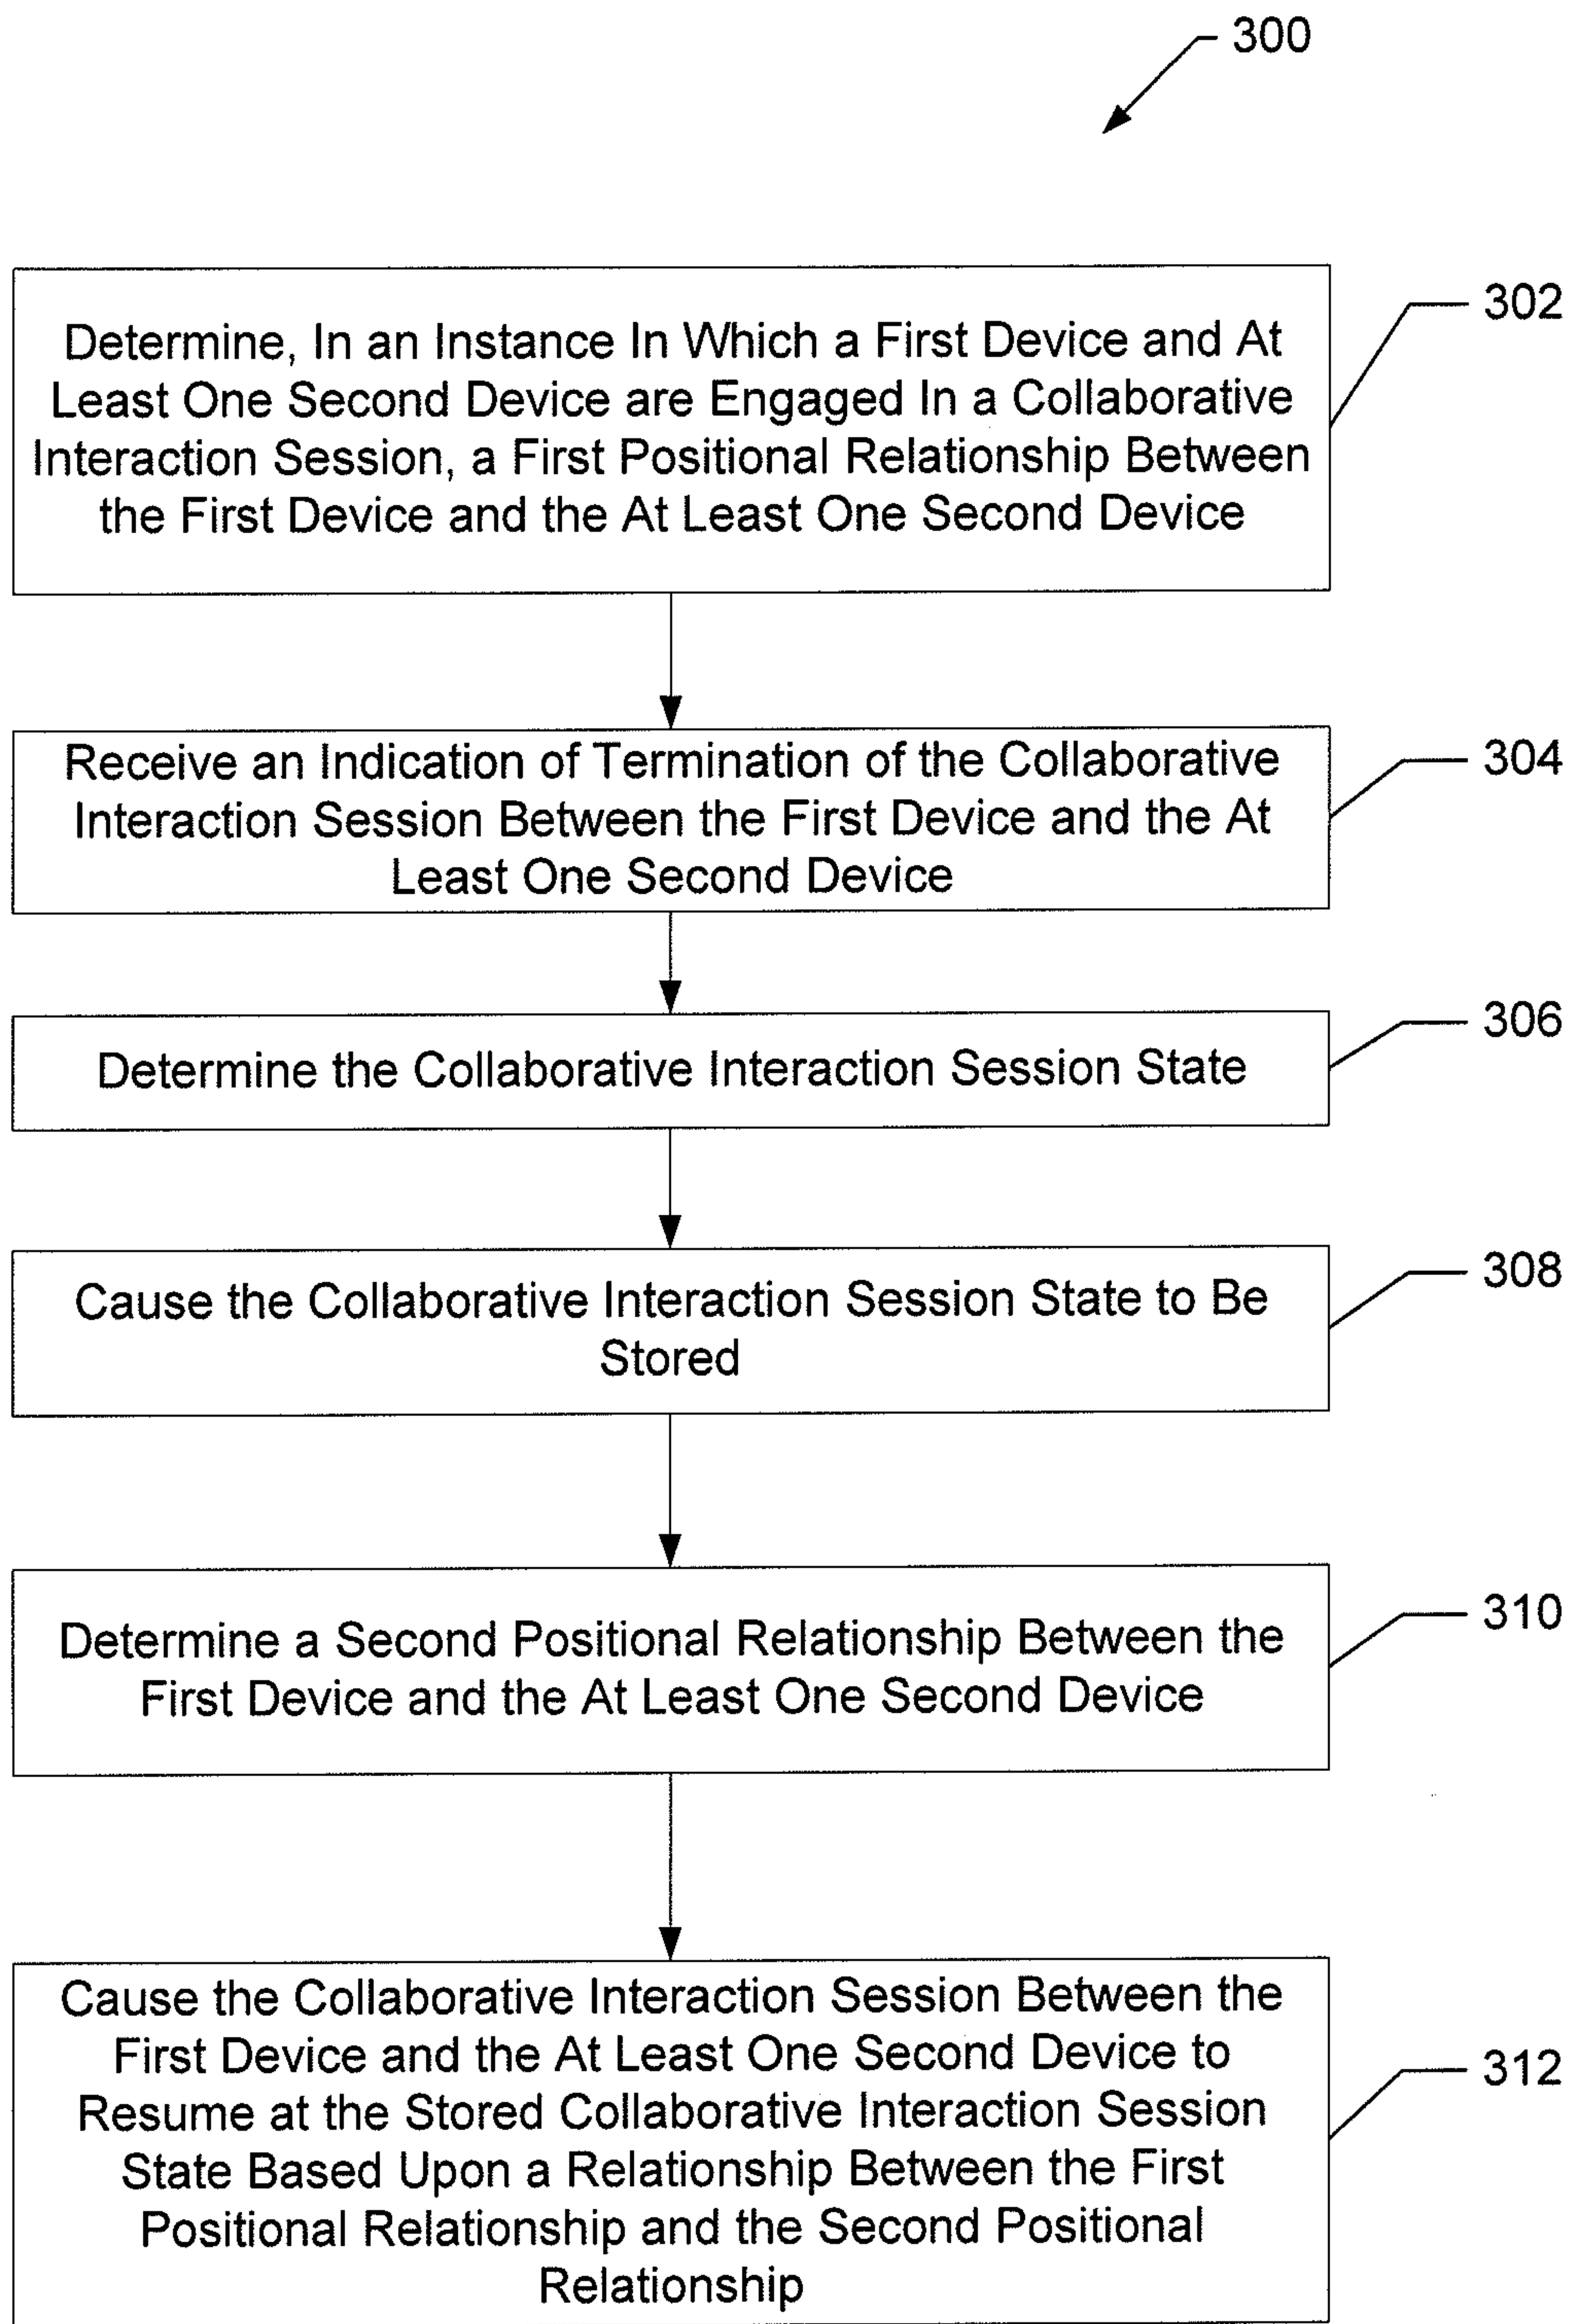 300
Determine, In an Instance In Which a First Device and At
Least One Second Device are Engaged In a Collaborative
Interaction Session, a First Positional Relationship Between
the First Device and the At Least One Second Device
302
Receive an Indication of Termination of the Collaborative
Interaction Session Between the First Device and the At
Least One Second Device
304
Determine the Collaborative Interaction Session State
306
Cause the Collaborative Interaction Session State to Be
Stored
308
Determine a Second Positional Relationship Between the
First Device and the At Least One Second Device
310
Cause the Collaborative Interaction Session Between the
First Device and the At Least One Second Device to
Resume at the Stored Collaborative Interaction Session
State Based Upon a Relationship Between the First
Positional Relationship and the Second Positional
Relationship
312